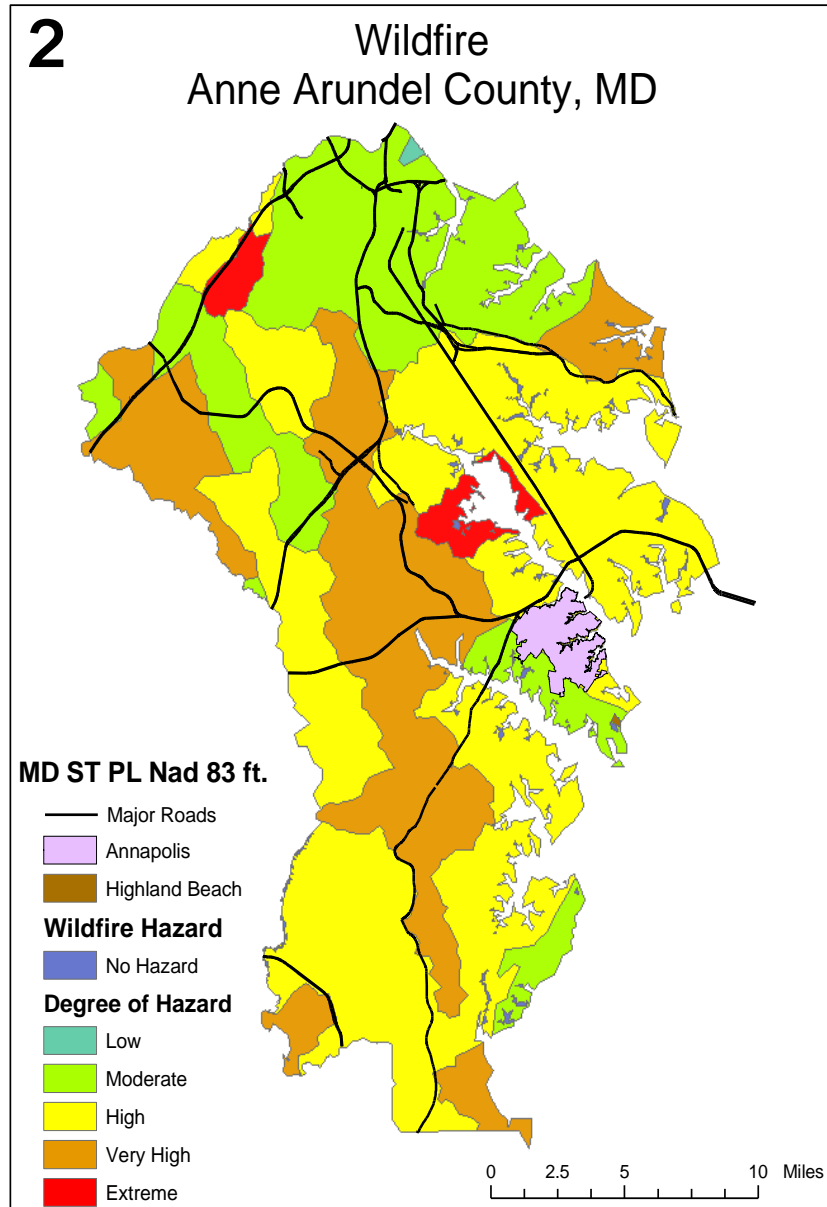 2
Wildfire
Anne Arundel County, MD
MD ST PL Nad 83 ft.
Major Roads
Annapolis
Highland Beach
Wildfire Hazard
No Hazard
Degree of Hazard
Low
Moderate
High
Very High
Extreme
0 2.5 5 10 Miles